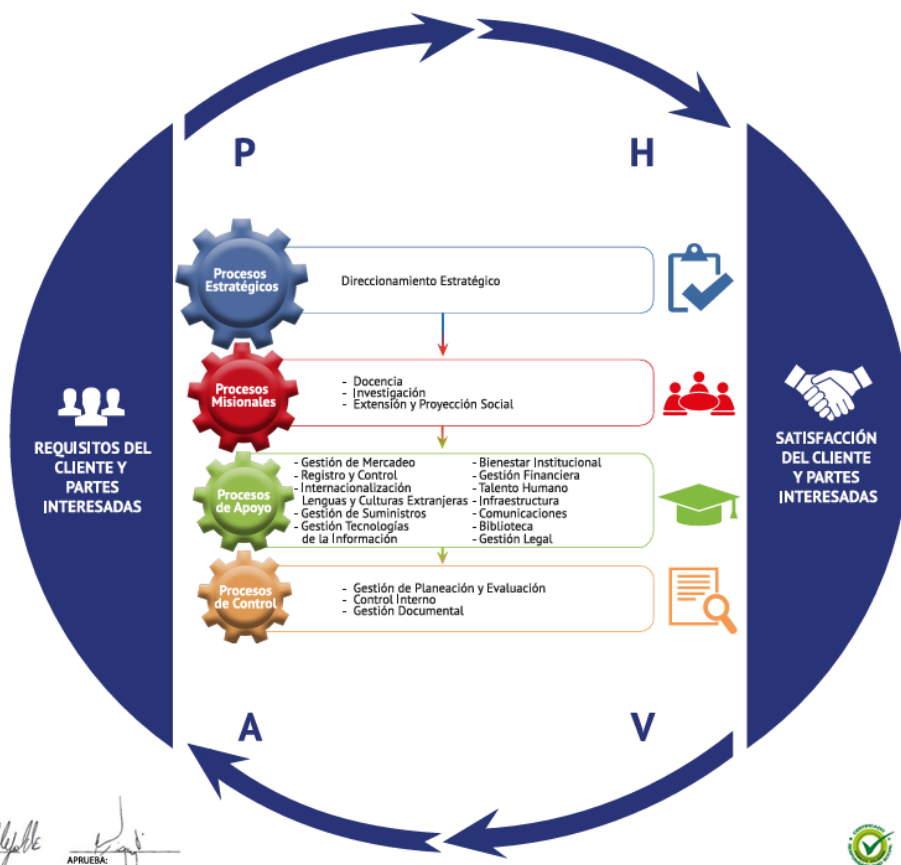 P
H
Procesos
Estratégicos
Direccionamiento Estratégico
Procesos
Misionales
- Docencia
- Investigación
- Extensión y Proyección Social
REQUISITOS DEL
CLIENTE Y
PARTES
INTERESADAS
SATISFACCIÓN
DEL CLIENTE
Y PARTES
INTERESADAS
Procesos
de Apoyo
- Gestión de Mercadeo
- Registro y Control
- Internacionalización
Lenguas y Culturas Extranjeras
- Gestión de Suministros
- Gestión Tecnologías
de la Información
- Bienestar Institucional
- Gestión Financiera
- Talento Humano
- Infraestructura
- Comunicaciones
- Biblioteca
- Gestión Legal
Procesos
de Control
- Gestión de Planeación y Evaluación
- Control Interno
- Gestión Documental
A
V
APRUEBA:
CERTIFICADO